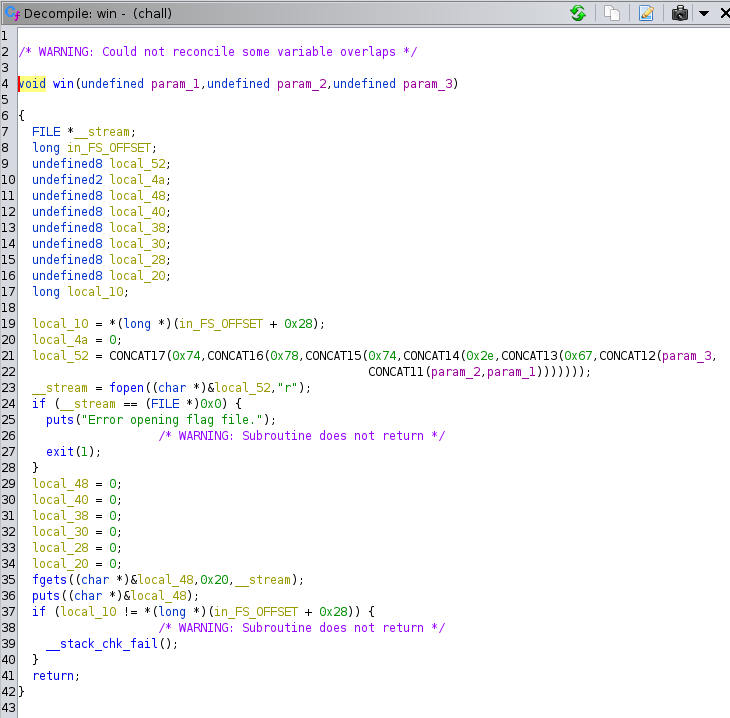 Decompile: win - (chall)
1
2 /* WARNING: Could not reconcile some variable overlaps */
3
4 void win(undefined param_1,undefined param_2,undefined param_3)
5
6 {
7   FILE *__stream;
8   long in_FS_OFFSET;
9   undefined8 local_52;
10   undefined2 local_4a;
11   undefined8 local_48;
12   undefined8 local_40;
13   undefined8 local_38;
14   undefined8 local_30;
15   undefined8 local_28;
16   undefined8 local_20;
17   long local_10;
18
19   local_10 = *(long *)(in_FS_OFFSET + 0x28);
20   local_4a = 0;
21   local_52 = CONCAT17(0x74,CONCAT16(0x78,CONCAT15(0x74,CONCAT14(0x2e,CONCAT13(0x67,CONCAT12(param_3,
22                                                CONCAT11(param_2,param_1)))))));
23   __stream = fopen((char *)&local_52,"r");
24   if (__stream == (FILE *)0x0) {
25     puts("Error opening flag file.");
26                     /* WARNING: Subroutine does not return */
27     exit(1);
28   }
29   local_48 = 0;
30   local_40 = 0;
31   local_38 = 0;
32   local_30 = 0;
33   local_28 = 0;
34   local_20 = 0;
35   fgets((char *)&local_48,0x20,__stream);
36   puts((char *)&local_48);
37   if (local_10 != *(long *)(in_FS_OFFSET + 0x28)) {
38                     /* WARNING: Subroutine does not return */
39     __stack_chk_fail();
40   }
41   return;
42 }
43